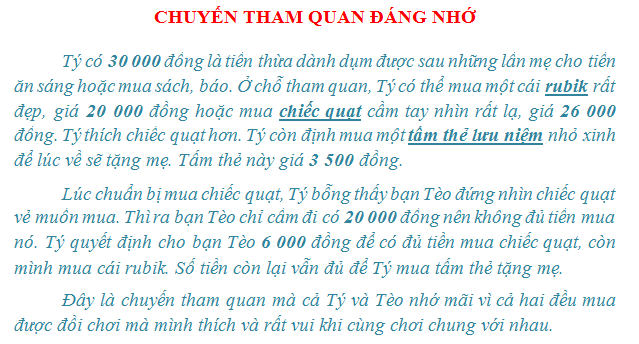 CHUYẾN THAM QUAN ĐÁNG NHỚ
Tý có 30 000 đồng là tiền thừa dành dụm được sau những lần mẹ cho tiền
ăn sáng hoặc mua sách, báo. Ở chỗ tham quan, Tý có thể mua một cái rubik rất
đẹp, giá 20 000 đồng hoặc mua chiếc quạt cầm tay nhìn rất lạ, giá 26 000
đồng. Tý thích chiếc quạt hơn. Tý còn định mua một tấm thẻ lưu niệm nhỏ xinh
để lúc về sẽ tặng mẹ. Tấm thẻ này giá 3 500 đồng.
Lúc chuẩn bị mua chiếc quạt, Tý bỗng thấy bạn Tèo đứng nhìn chiếc quạt
vẻ muốn mua. Thì ra bạn Tèo chỉ cầm đi có 20 000 đồng nên không đủ tiền mua
nó. Tý quyết định cho bạn Tèo 6 000 đồng để có đủ tiền mua chiếc quạt, còn
mình mua cái rubik. Số tiền còn lại vẫn đủ để Tý mua tấm thẻ tặng mẹ.
Đây là chuyến tham quan mà cả Tý và Tèo nhớ mãi vì cả hai đều mua
được đồi chơi mà mình thích và rất vui khi cùng chơi chung với nhau.